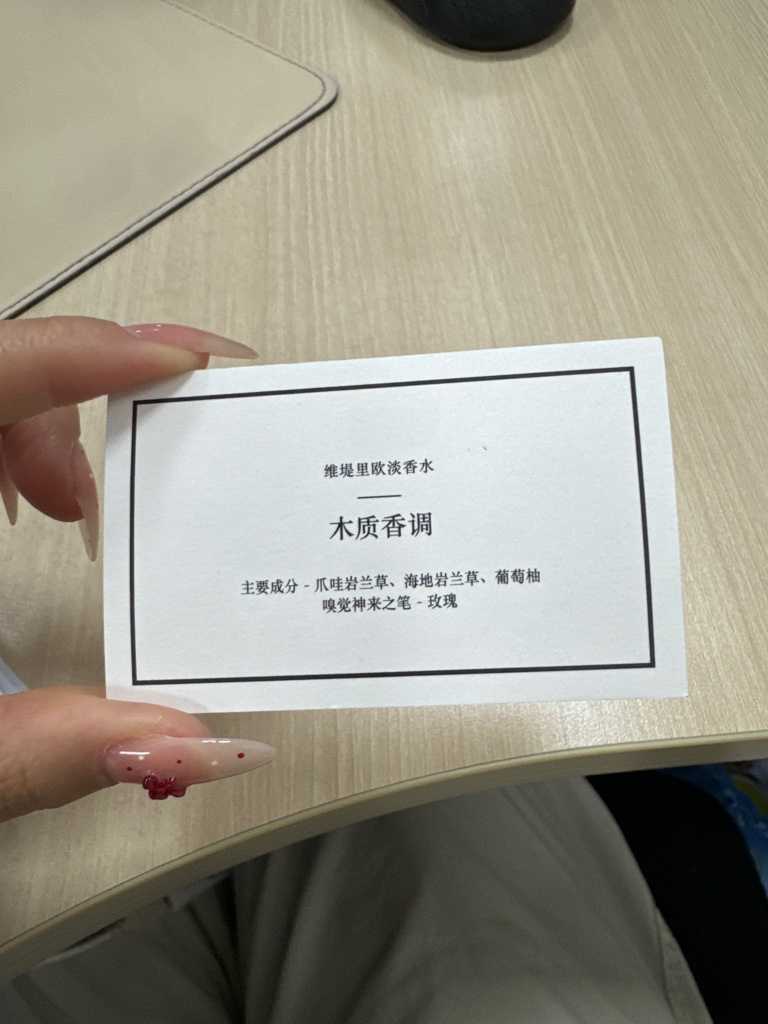 维堤里欧淡香水
木质香调
主要成分 - 爪哇岩兰草、海地岩兰草、葡萄柚
嗅觉神来之笔 - 玫瑰